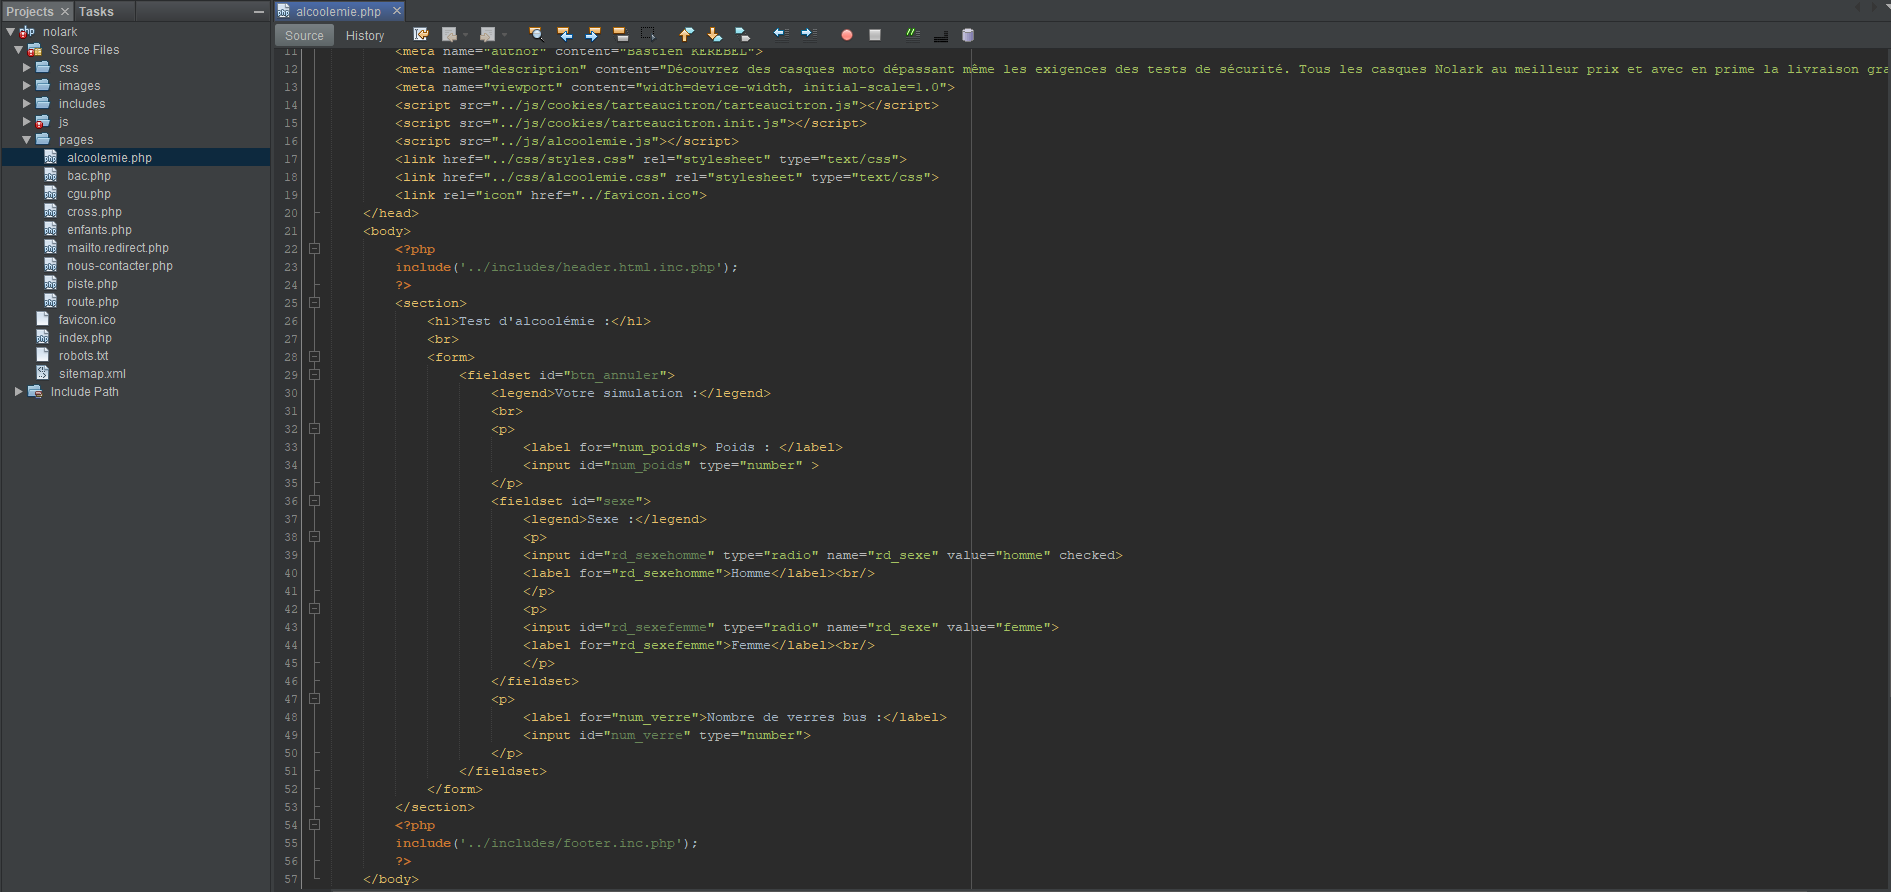 Projects
Tasks
nolark
Source Files
css
images
includes
js
pages
alcoolemie.php
bac.php
cgu.php
cross.php
enfants.php
mailto.redirect.php
nous-contacter.php
piste.php
route.php
favicon.ico
index.php
robots.txt
sitemap.xml
Include Path
alcoolemie.php
Source History
11 <meta name="author" content="Bastien KEREBEL">
12 <meta name="description" content="Découvrez des casques moto dépassant même les exigences des tests de sécurité. Tous les casques Nolark au meilleur prix et avec en prime la livraison gra
13 <meta name="viewport" content="width=device-width, initial-scale=1.0">
14 <script src="../js/cookies/tarteaucitron/tarteaucitron.js"></script>
15 <script src="../js/cookies/tarteaucitron.init.js"></script>
16 <script src="../js/alcoolemie.js"></script>
17 <link href="../css/styles.css" rel="stylesheet" type="text/css">
18 <link href="../css/alcoolemie.css" rel="stylesheet" type="text/css">
19 <link rel="icon" href="../favicon.ico">
20 </head>
21 <body>
22 <?php
23 include('../includes/header.html.inc.php');
24 ?>
25 <section>
26 <h1>Test d'alcoolémie :</h1>
27 <br>
28 <form>
29 <fieldset id="btn_annuler">
30 <legend>Votre simulation :</legend>
31 <br>
32 <p>
33 <label for="num_poids"> Poids : </label>
34 <input id="num_poids" type="number" >
35 </p>
36 <fieldset id="sexe">
37 <legend>Sexe :</legend>
38 <p>
39 <input id="rd_sexehomme" type="radio" name="rd_sexe" value="homme" checked>
40 <label for="rd_sexehomme">Homme</label><br/>
41 </p>
42 <p>
43 <input id="rd_sexefemme" type="radio" name="rd_sexe" value="femme">
44 <label for="rd_sexefemme">Femme</label><br/>
45 </p>
46 </fieldset>
47 <p>
48 <label for="num_verre">Nombre de verres bus :</label>
49 <input id="num_verre" type="number">
50 </p>
51 </fieldset>
52 </form>
53 </section>
54 <?php
55 include('../includes/footer.inc.php');
56 ?>
57 </body>